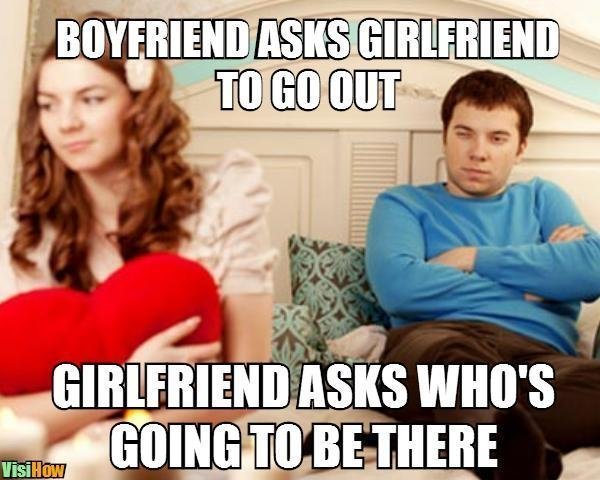 BOYFRIEND ASKS GIRLFRIEND
TO GO OUT
GIRLFRIEND ASKS WHO'S
GOING TO BE THERE
VisiHow